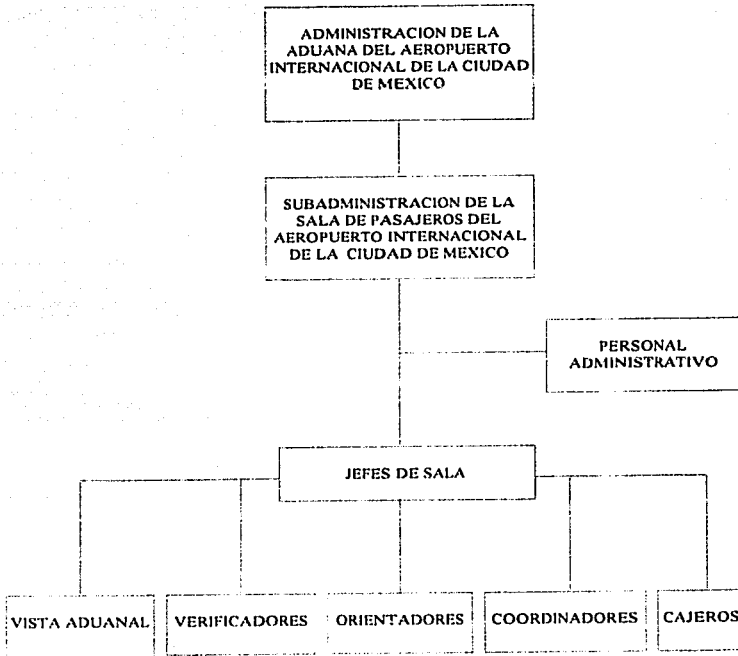 ADMINISTRACION DE LA
ADUANA DEL AEROPUERTO
INTERNACIONAL DE LA CIUDAD
DE MEXICO
SUBADMINISTRACION DE LA
SALA DE PASAJEROS DEL
AEROPUERTO INTERNACIONAL
DE LA CIUDAD DE MEXICO
PERSONAL
ADMINISTRATIVO
JEFES DE SALA
VISTA ADUANAL
VERIFICADORES
ORIENTADORES
COORDINADORES
CAJEROS